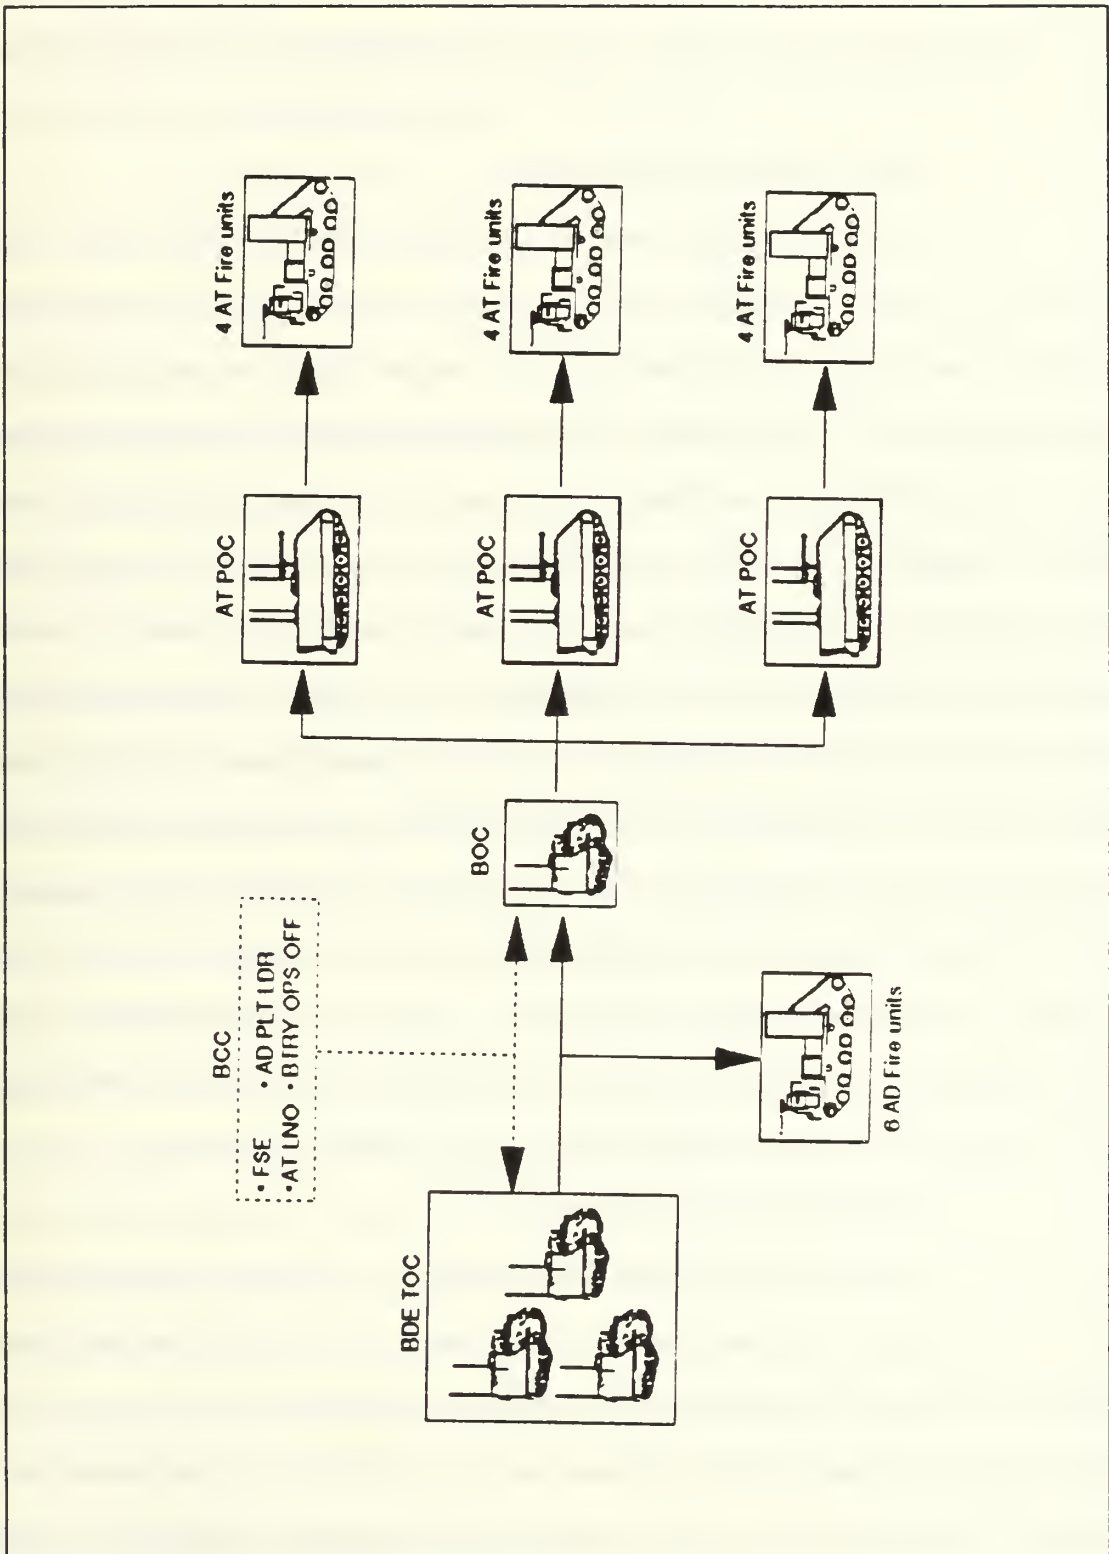 BCC
• FSE • AD PLT LDR
• AT LNO • BTRY OPS OFF
BDE TOC
BOC
AT POC
4 AT Fire units
AT POC
4 AT Fire units
AT POC
4 AT Fire units
6 AD Fire units